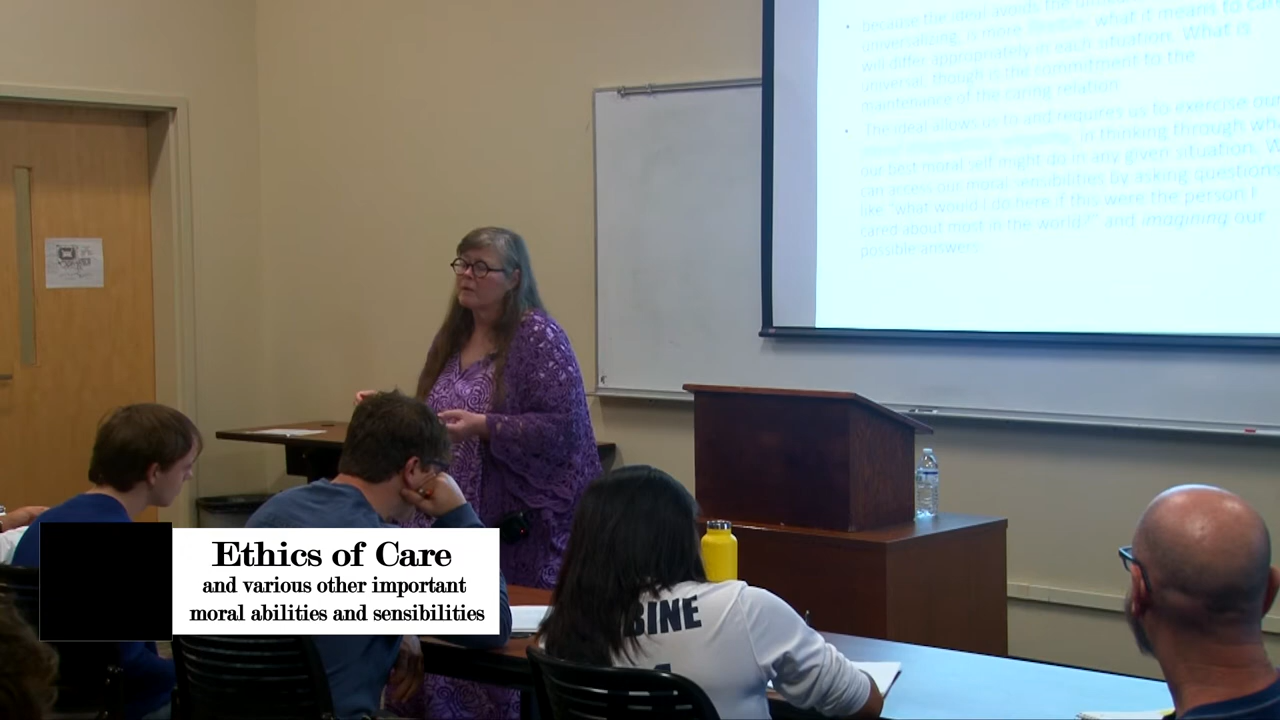 because the ideal avoids the
universalizing, is more flexible: what it means to care
will differ appropriately in each situation. What is
universal, though is the commitment to the
maintenance of the caring relation.
The ideal allows us to and requires us to exercise our
in thinking through what
our best moral self might do in any given situation. W
can assess our moral sensibilities by asking questions
like "what would I do here if this were the person I
cared about most in the world?" and imagining our
possible answers.
BINE
Ethics of Care
and various other important
moral abilities and sensibilities